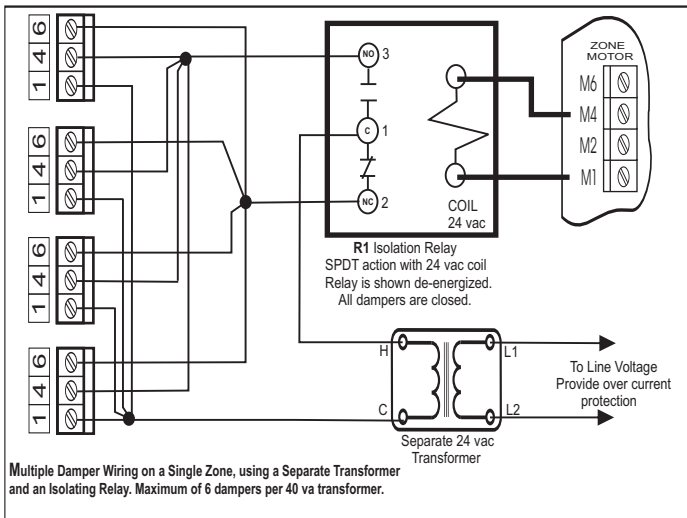 6
4
1
6
4
1
6
4
1
6
4
1
NO 3
C 1
NC 2
COIL
24 vac
ZONE
MOTOR
M6
M4
M2
M1
R1 Isolation Relay
SPDT action with 24 vac coil
Relay is shown de-energized.
All dampers are closed.
H
C
L1
L2
To Line Voltage
Provide over current
protection
Separate 24 vac
Transformer
Multiple Damper Wiring on a Single Zone, using a Separate Transformer
and an Isolating Relay. Maximum of 6 dampers per 40 va transformer.